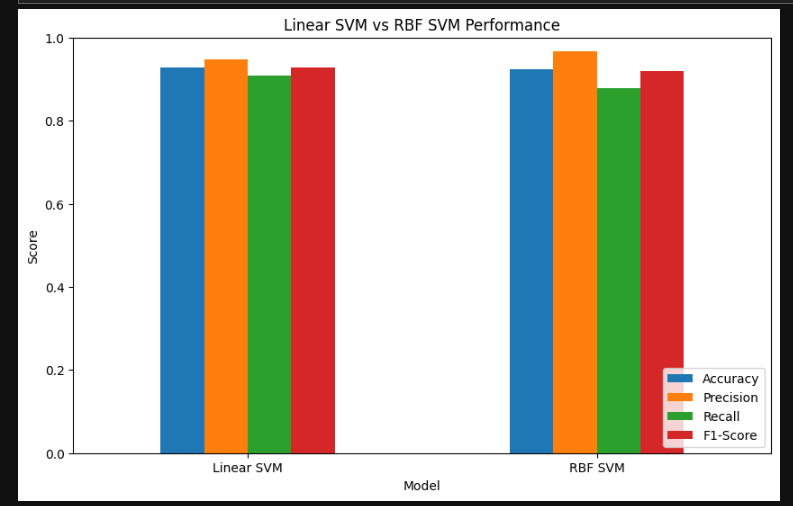 Linear SVM vs RBF SVM Performance
1.0
0.8
0.6
0.4
0.2
0.0
Score
Linear SVM
RBF SVM
Model
Accuracy
Precision
Recall
F1-Score